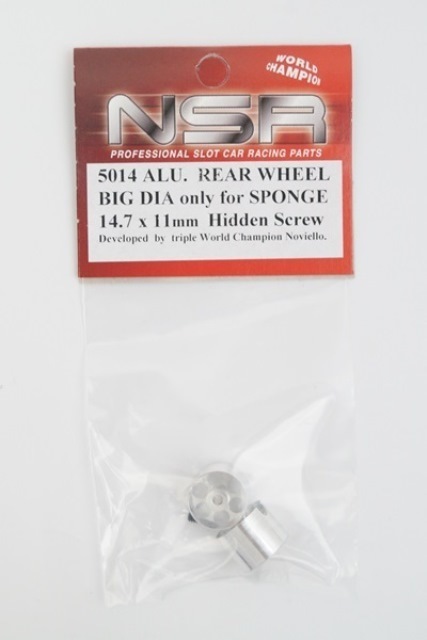 WORLD
CHAMPION
NSR
PROFESSIONAL SLOT CAR RACING PARTS
5014 ALU. REAR WHEEL
BIG DIA only for SPONGE
14.7 x 11mm Hidden Screw
Developed by triple World Champion Noviello.